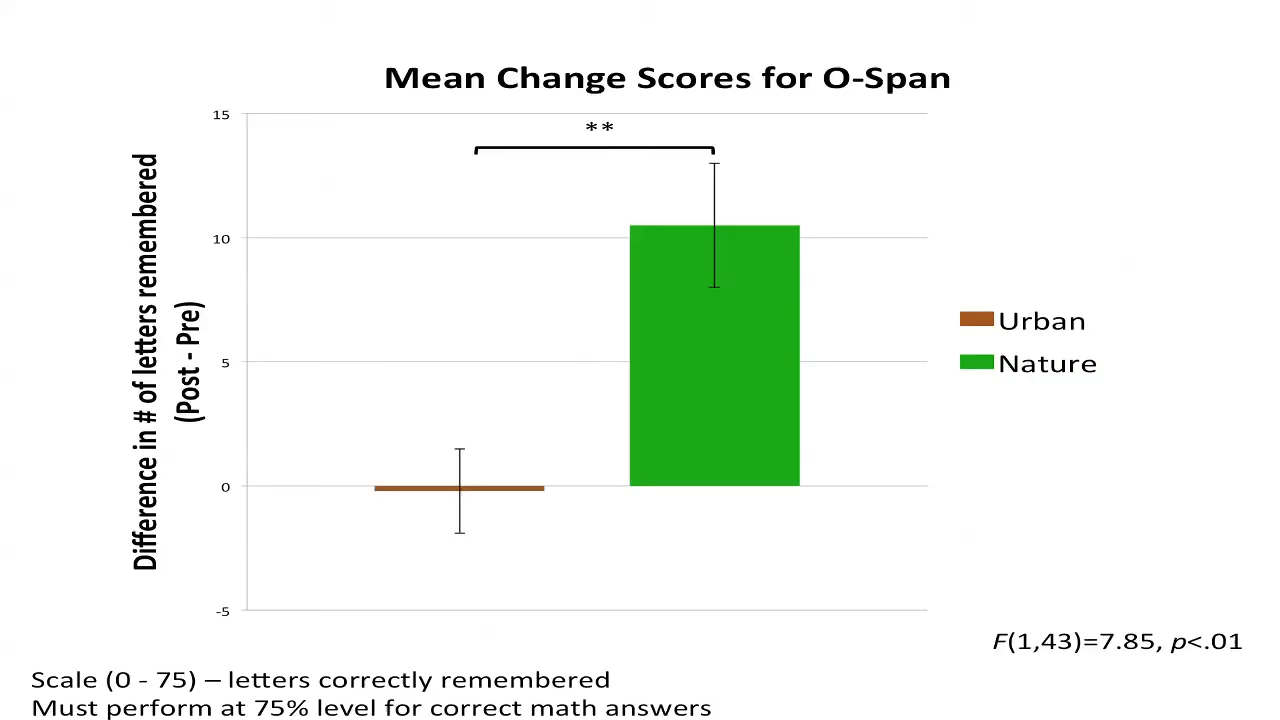 Mean Change Scores for O-Span
**
15
10
5
0
-5
Difference in # of letters remembered
(Post - Pre)
Urban
Nature
F(1,43)=7.85, p<.01
Scale (0 - 75) – letters correctly remembered
Must perform at 75% level for correct math answers